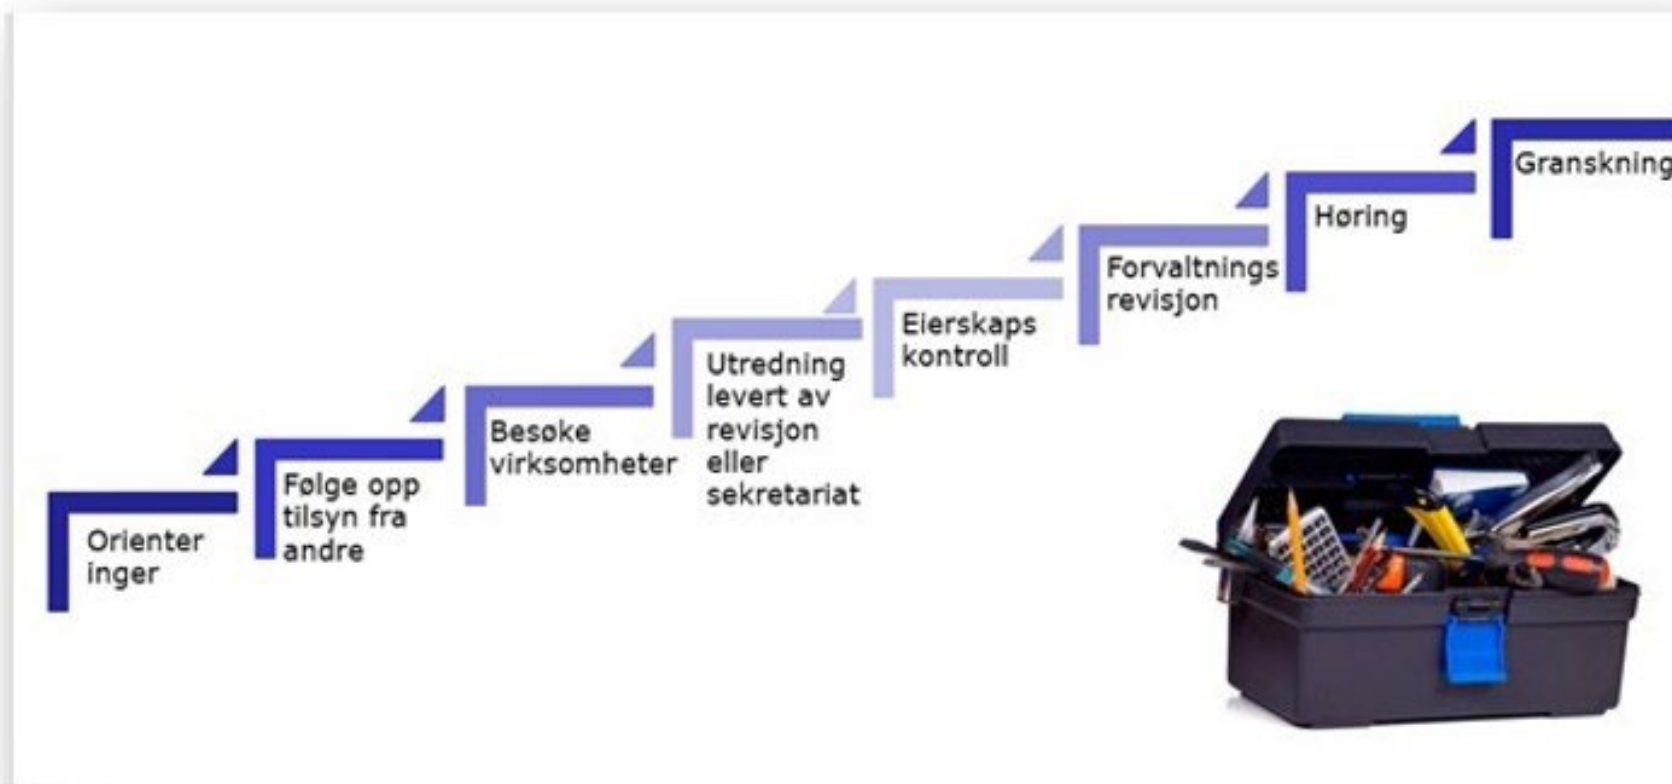 Orienter
inger
Følge opp
tilsyn fra
andre
Besøke
virksomheter
Utredning
levert av
revisjon
eller
sekretariat
Eierskaps
kontroll
Forvaltnings
revisjon
Høring
Granskning